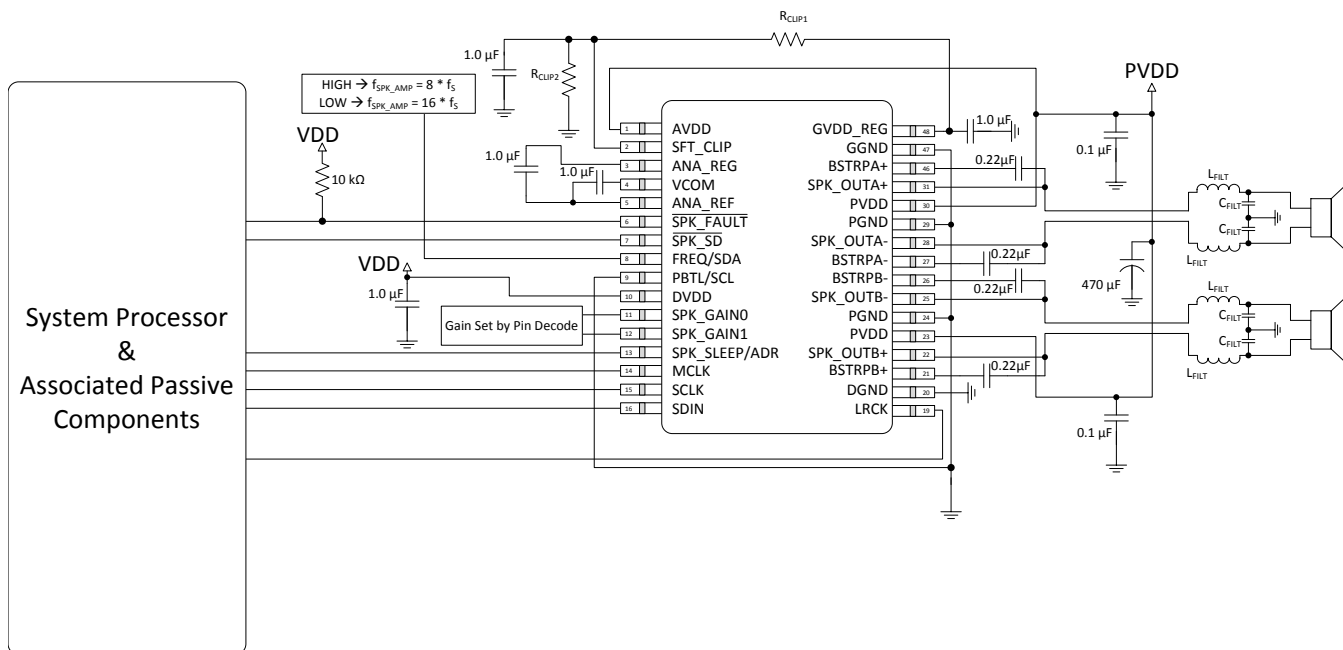 System Processor
&
Associated Passive
Components
HIGH → fSPK_AMP = 8 * fS
LOW → fSPK_AMP = 16 * fS
VDD
10 kΩ
VDD
1.0 µF
Gain Set by Pin Decode
1.0 µF
RCLIP2
RCLIP1
1.0 µF
1.0 µF
1 AVDD
2 SFT_CLIP
3 ANA_REG
4 VCOM
5 ANA_REF
6 SPK_FAULT
7 SPK_SD
8 FREQ/SDA
9 PBTL/SCL
10 DVDD
11 SPK_GAIN0
12 SPK_GAIN1
13 SPK_SLEEP/ADR
14 MCLK
15 SCLK
16 SDIN
GVDD_REG 48
GGND 47
BSTRPA+ 46
SPK_OUTA+ 31
PVDD 30
PGND 29
SPK_OUTA- 28
BSTRPA- 27
BSTRPB- 26
SPK_OUTB- 25
PGND 24
PVDD 23
SPK_OUTB+ 22
BSTRPB+ 21
DGND 20
LRCK 19
1.0 µF
0.22µF
0.22µF
0.22µF
0.22µF
PVDD
0.1 µF
470 µF
0.1 µF
LFILT
CFILT
CFILT
LFILT
LFILT
CFILT
CFILT
LFILT